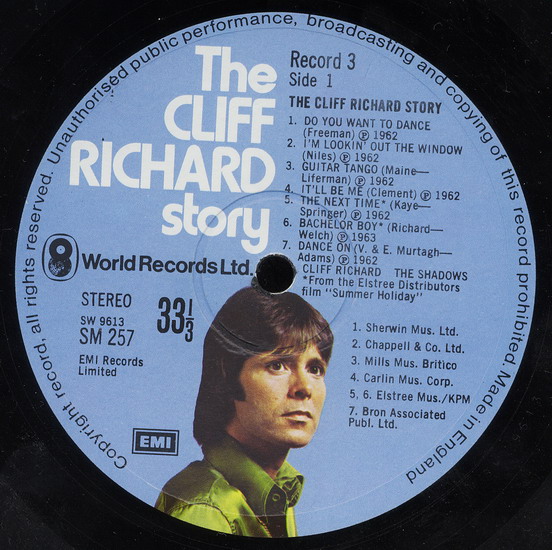 Copyright record, all rights reserved. Unauthorised public performance, broadcasting and copying of this record prohibited. Made in England
The
CLIFF
RICHARD
story
Record 3
Side 1
THE CLIFF RICHARD STORY
1. DO YOU WANT TO DANCE
(Freeman) Ⓟ 1962
2. I'M LOOKIN' OUT THE WINDOW
(Niles) Ⓟ 1962
3. GUITAR TANGO (Maine—
Liferman) Ⓟ 1962
4. IT'LL BE ME (Clement) Ⓟ 1962
5. THE NEXT TIME* (Kaye—
Springer) Ⓟ 1962
6. BACHELOR BOY* (Richard—
Welch) Ⓟ 1963
7. DANCE ON (V. & E. Murtagh—
Adams) Ⓟ 1962
CLIFF RICHARD THE SHADOWS
*From the Elstree Distributors
film "Summer Holiday"
World Records Ltd.
STEREO
33⅓
SW 9613
SM 257
EMI Records
Limited
1. Sherwin Mus. Ltd.
2. Chappell & Co. Ltd.
3. Mills Mus. Britico
4. Carlin Mus. Corp.
5, 6. Elstree Mus./KPM
7. Bron Associated
Publ. Ltd.
EMI